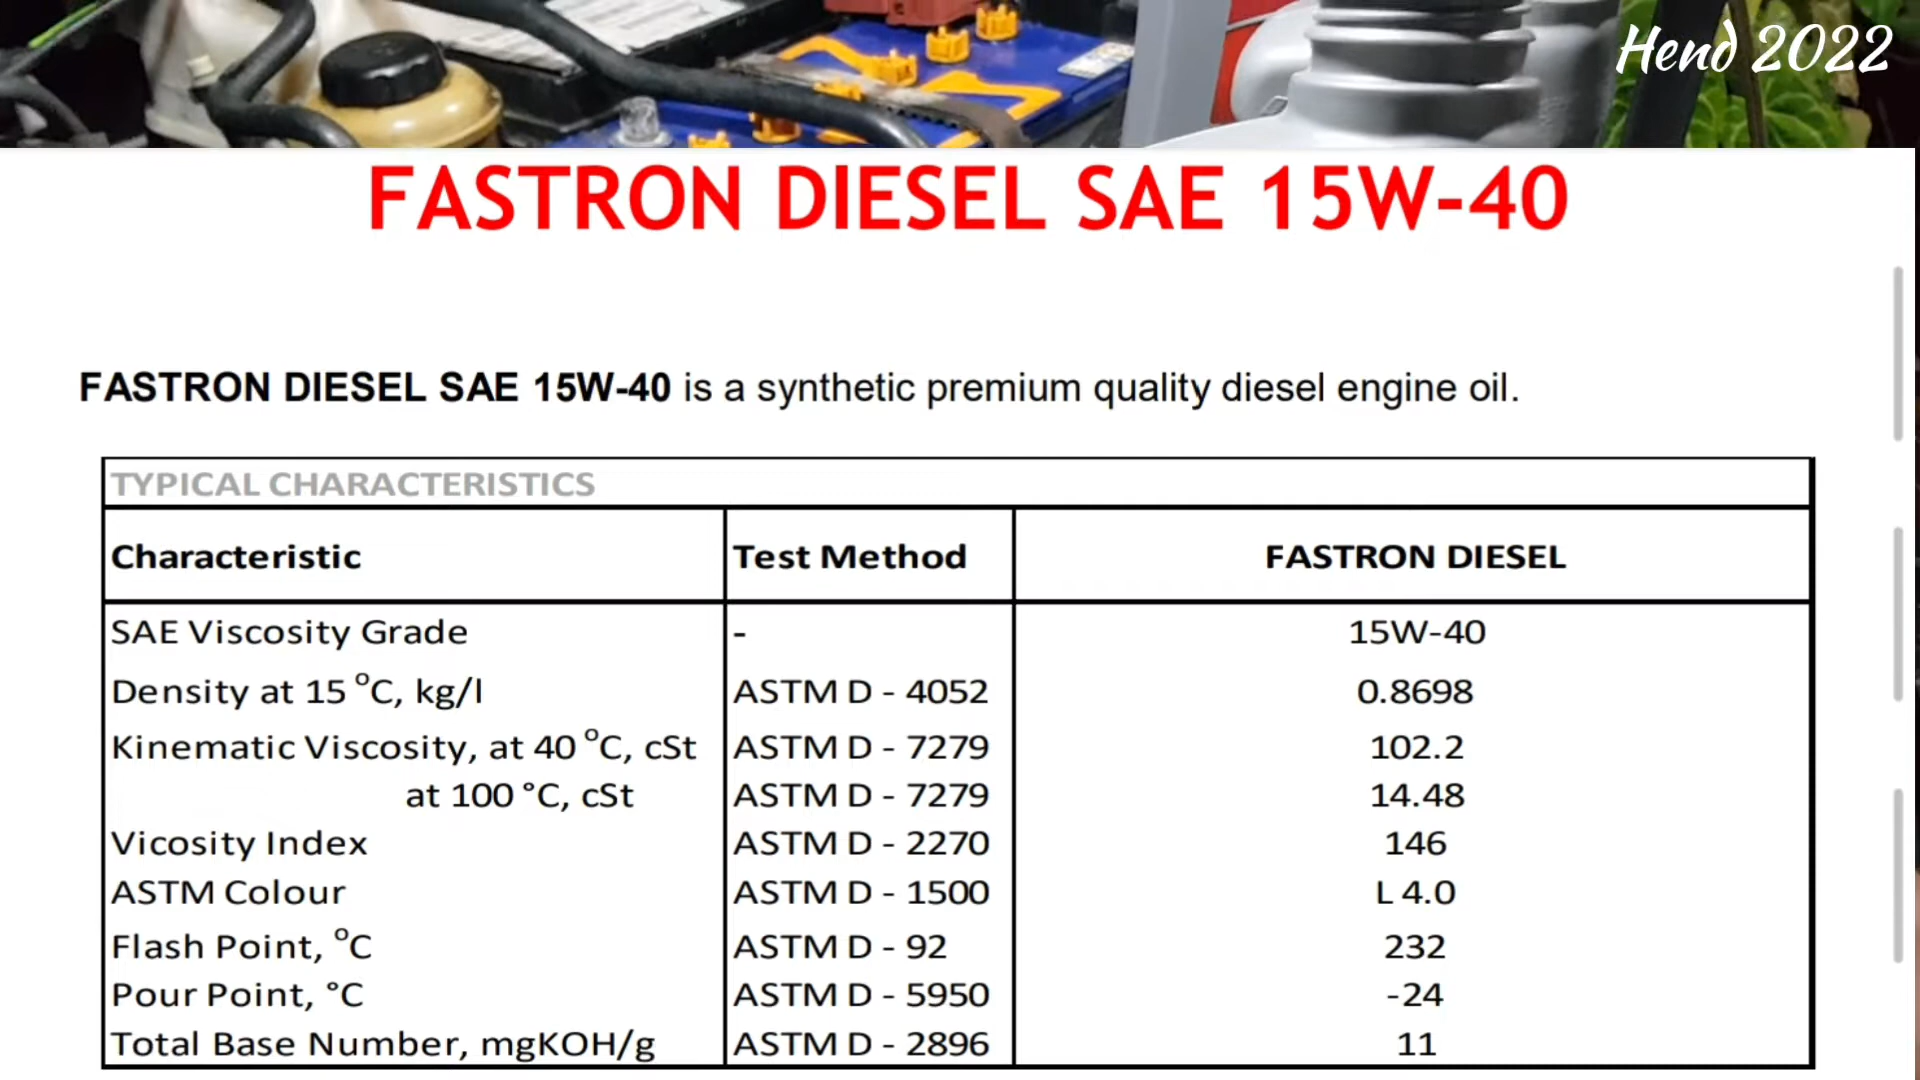 Hend 2022
FASTRON DIESEL SAE 15W-40
FASTRON DIESEL SAE 15W-40 is a synthetic premium quality diesel engine oil.
TYPICAL CHARACTERISTICS
Characteristic Test Method FASTRON DIESEL
SAE Viscosity Grade - 15W-40
Density at 15 °C, kg/l ASTM D - 4052 0.8698
Kinematic Viscosity, at 40 °C, cSt ASTM D - 7279 102.2
at 100 °C, cSt ASTM D - 7279 14.48
Vicosity Index ASTM D - 2270 146
ASTM Colour ASTM D - 1500 L 4.0
Flash Point, °C ASTM D - 92 232
Pour Point, °C ASTM D - 5950 -24
Total Base Number, mgKOH/g ASTM D - 2896 11